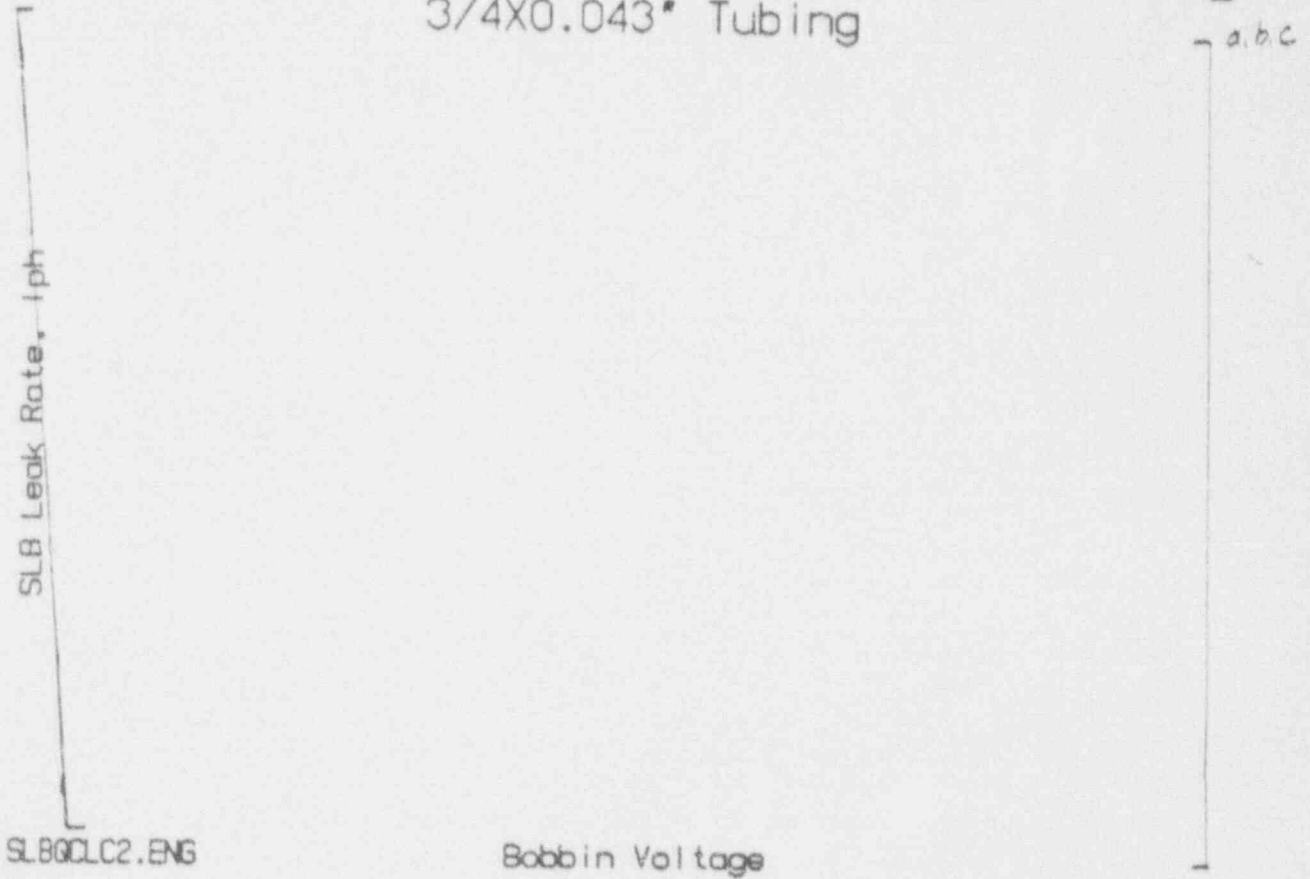 3/4X0.043" Tubing
a,b,c
SLB Leak Rate, lph
SLBQCLC2.ENG
Bobbin Voltage